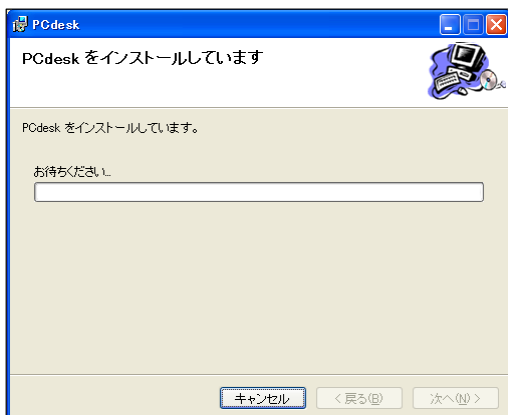 PCdesk
PCdesk をインストールしています
PCdesk をインストールしています。
お待ちください...
キャンセル
< 戻る(B)
次へ(N) >